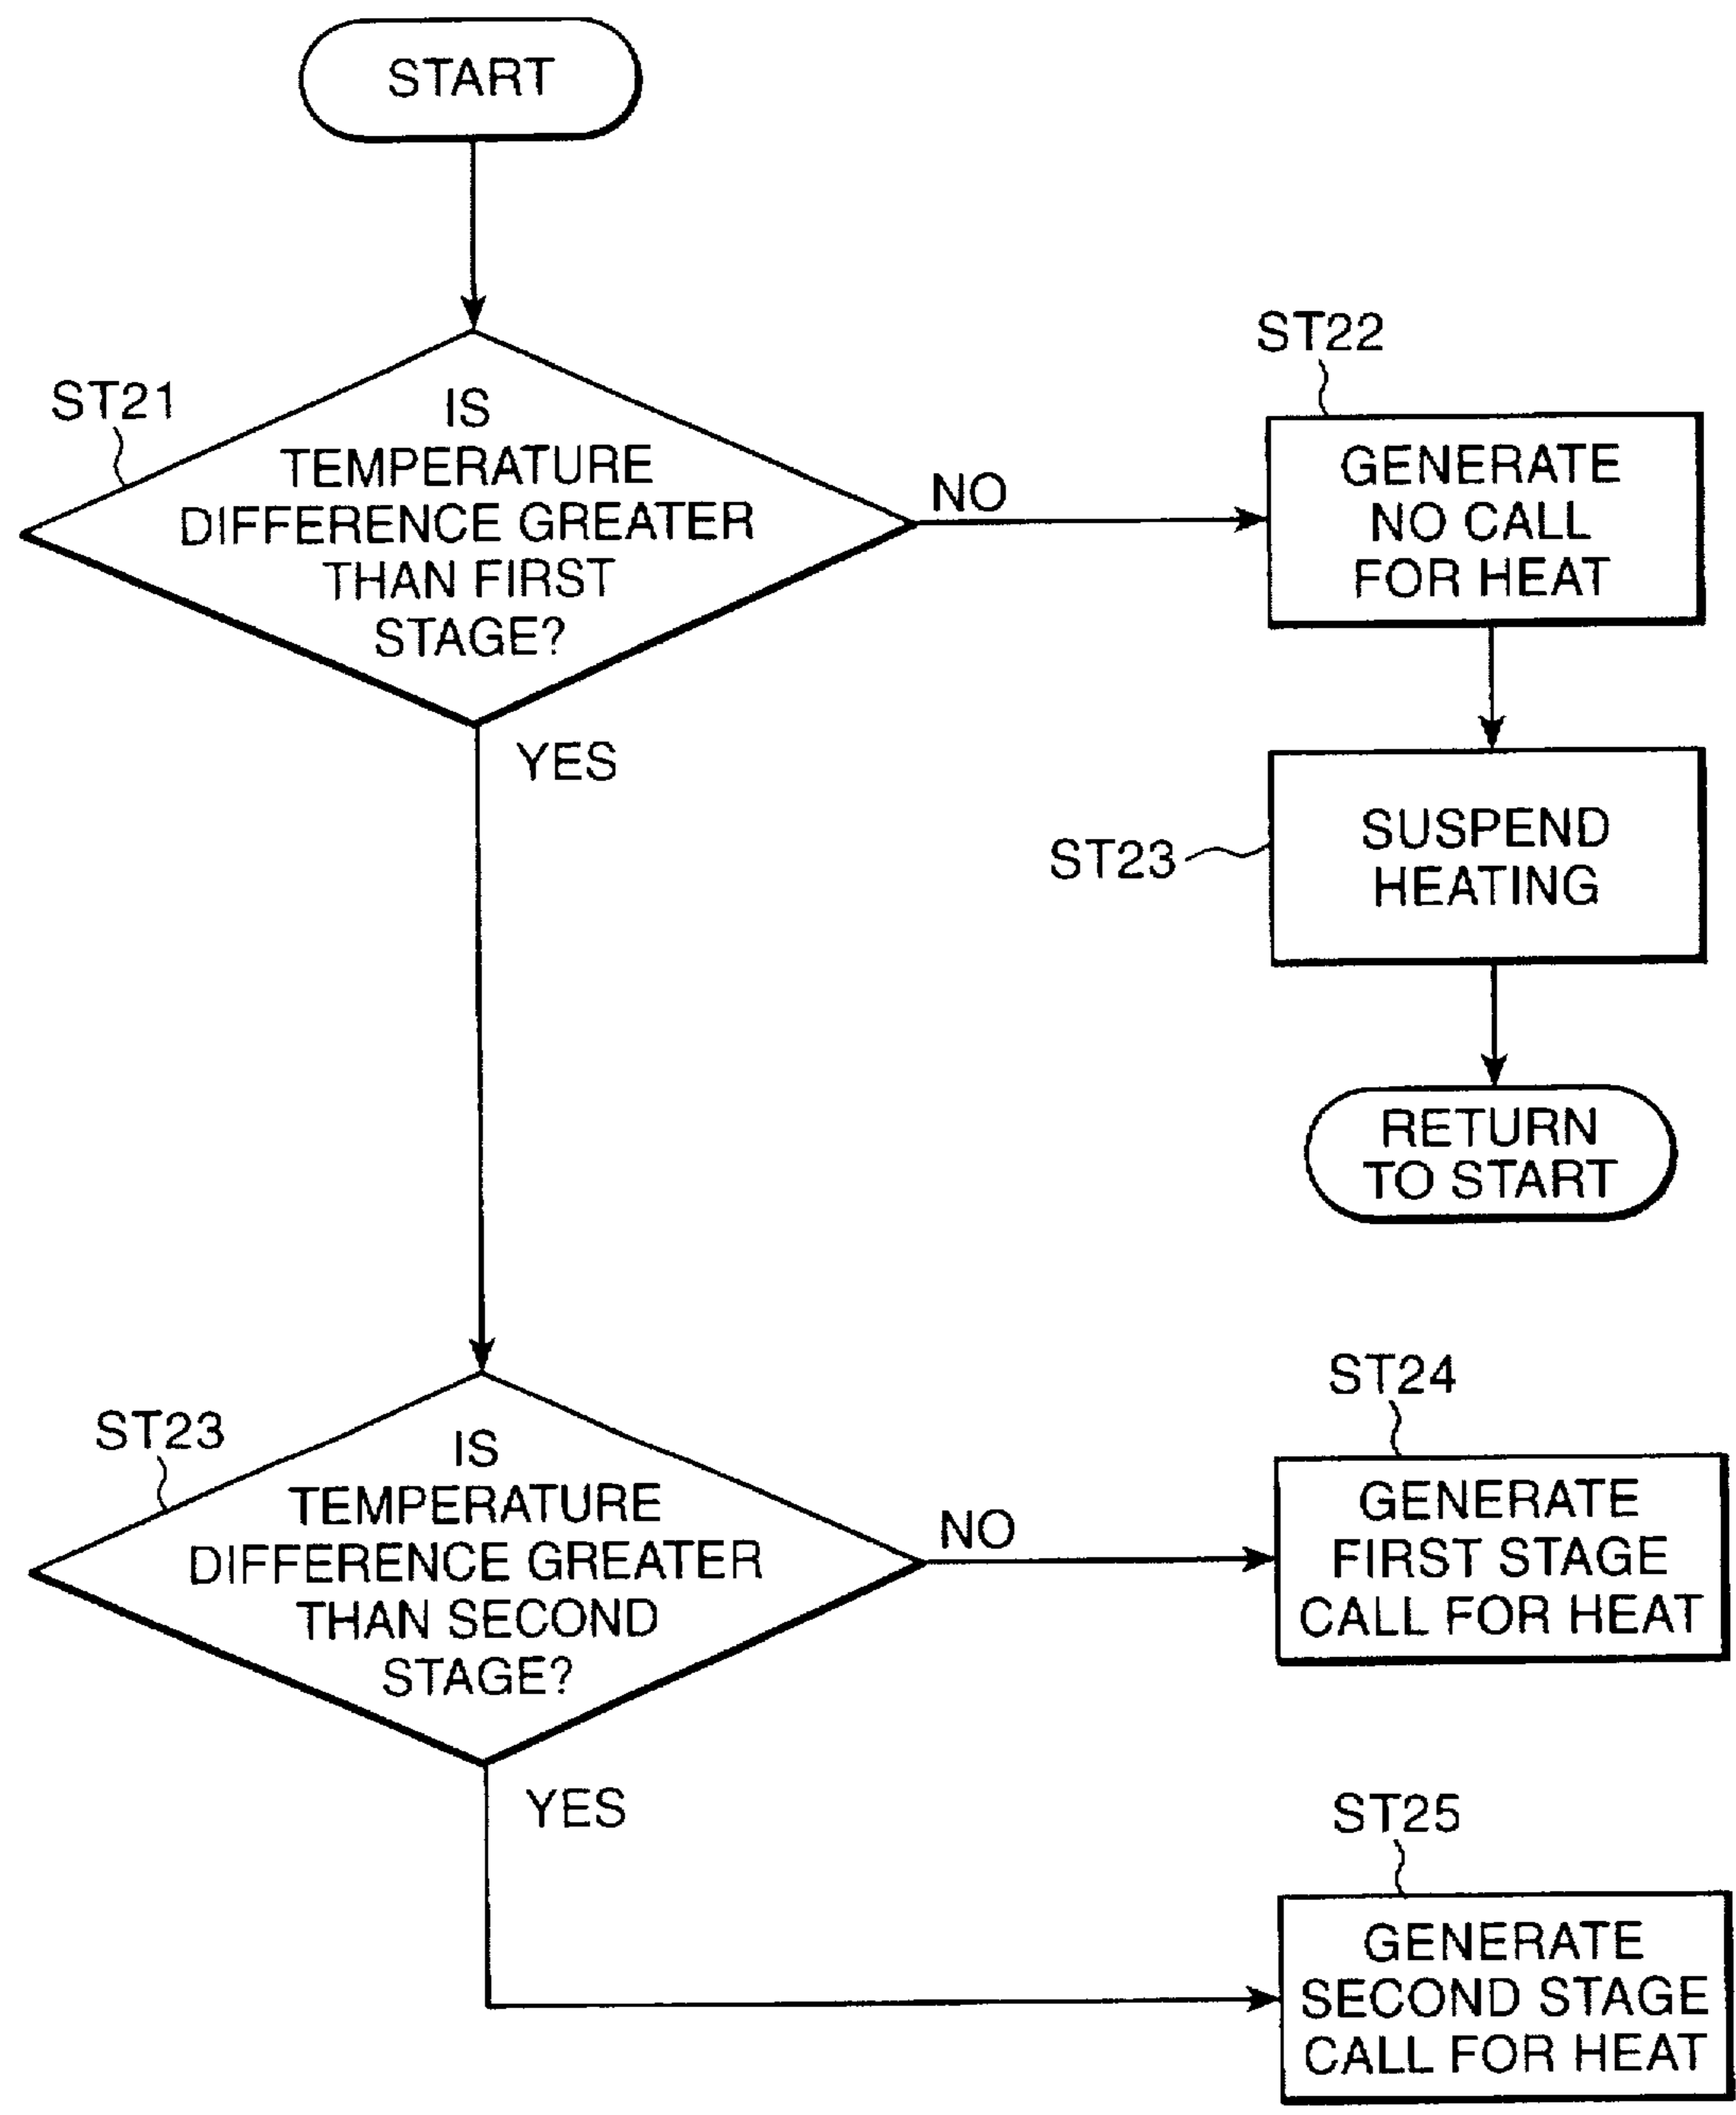 START
ST21
IS
TEMPERATURE
DIFFERENCE GREATER
THAN FIRST
STAGE?
NO
YES
ST22
GENERATE
NO CALL
FOR HEAT
ST23
SUSPEND
HEATING
RETURN
TO START
ST23
IS
TEMPERATURE
DIFFERENCE GREATER
THAN SECOND
STAGE?
NO
YES
ST24
GENERATE
FIRST STAGE
CALL FOR HEAT
ST25
GENERATE
SECOND STAGE
CALL FOR HEAT